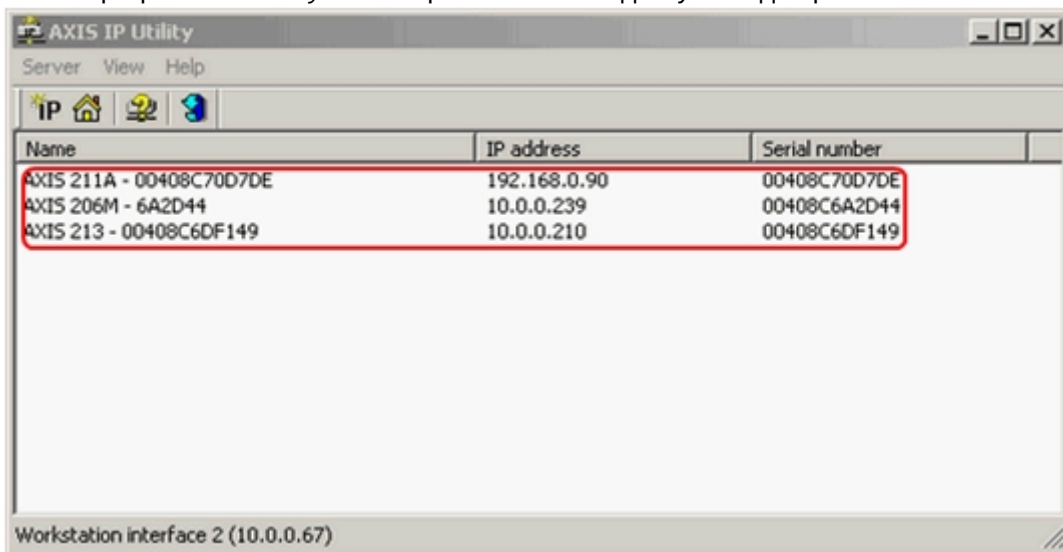 AXIS IP Utility
Server View Help
IP
Name IP address Serial number
AXIS 211A - 00408C70D7DE 192.168.0.90 00408C70D7DE
AXIS 206M - 6A2D44 10.0.0.239 00408C6A2D44
AXIS 213 - 00408C6DF149 10.0.0.210 00408C6DF149
Workstation interface 2 (10.0.0.67)